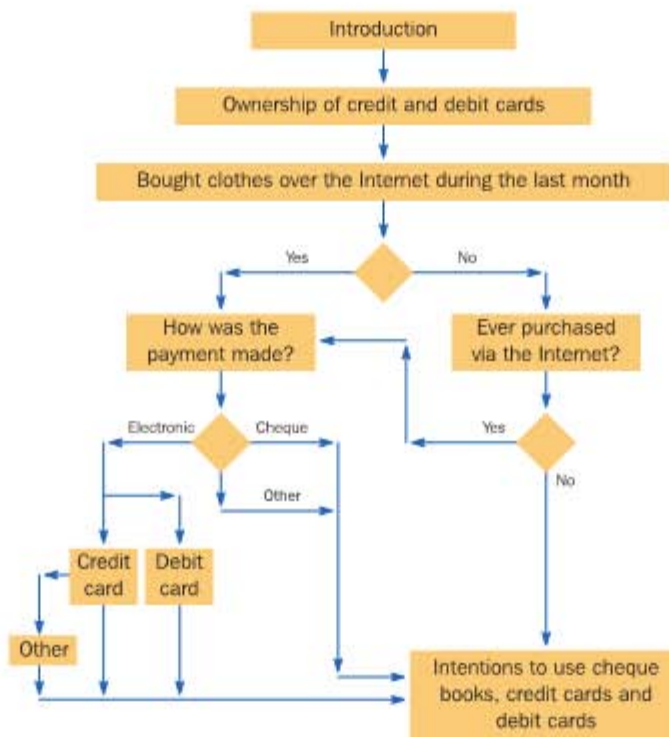 Introduction
Ownership of credit and debit cards
Bought clothes over the Internet during the last month
Yes
No
How was the
payment made?
Ever purchased
via the Internet?
Electronic
Cheque
Yes
Other
No
Credit
card
Debit
card
Other
Intentions to use cheque
books, credit cards and
debit cards